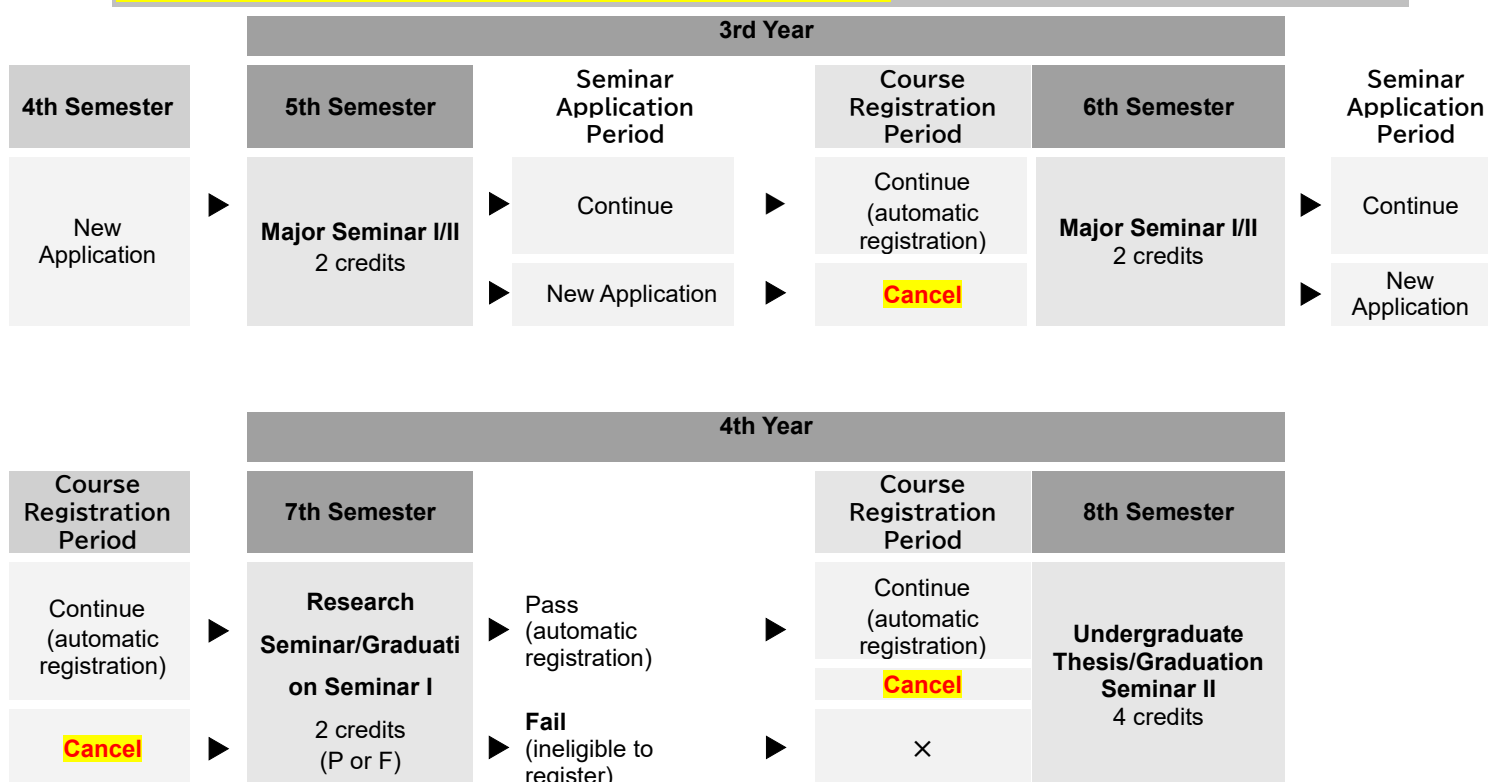 3rd Year
4th Semester
5th Semester
Seminar
Application
Period
Course
Registration
Period
6th Semester
Seminar
Application
Period
New
Application
Major Seminar I/II
2 credits
Continue
New Application
Continue
(automatic
registration)
Cancel
Major Seminar I/II
2 credits
Continue
New
Application
4th Year
Course
Registration
Period
7th Semester
Course
Registration
Period
8th Semester
Continue
(automatic
registration)
Cancel
Research
Seminar/Graduati
on Seminar I
2 credits
(P or F)
Pass
(automatic
registration)
Fail
(ineligible to
register)
Continue
(automatic
registration)
Cancel
×
Undergraduate
Thesis/Graduation
Seminar II
4 credits